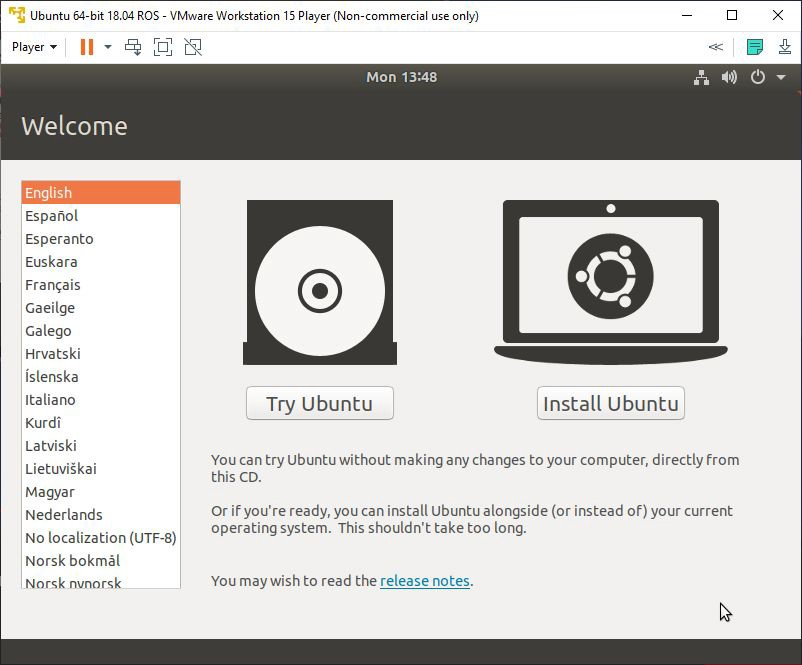 Ubuntu 64-bit 18.04 ROS - VMware Workstation 15 Player (Non-commercial use only)
Player
Mon 13:48
Welcome
English
Español
Esperanto
Euskara
Français
Gaeilge
Galego
Hrvatski
Íslenska
Italiano
Kurdî
Latviski
Lietuviškai
Magyar
Nederlands
No localization (UTF-8)
Norsk bokmål
Norsk nynorsk
Try Ubuntu
Install Ubuntu
You can try Ubuntu without making any changes to your computer, directly from
this CD.
Or if you're ready, you can install Ubuntu alongside (or instead of) your current
operating system.  This shouldn't take too long.
You may wish to read the release notes.